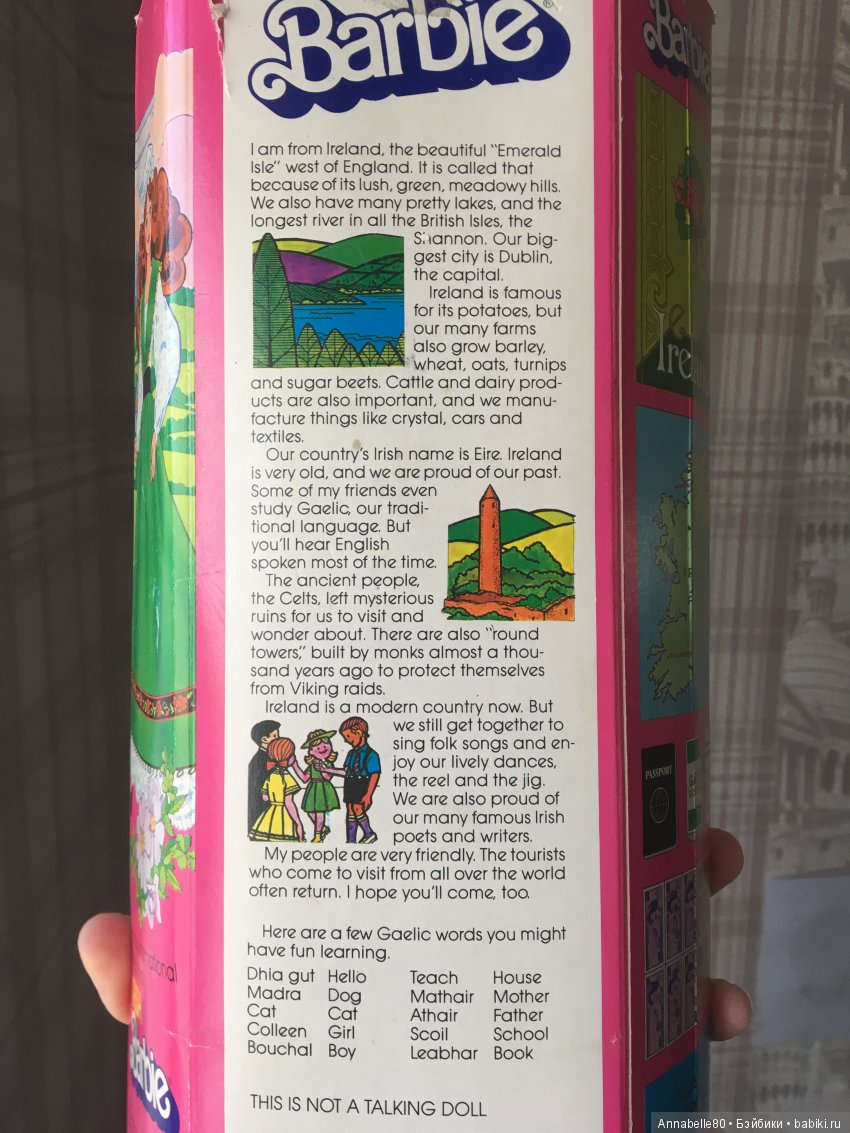 Barbie®
I am from Ireland, the beautiful "Emerald
Isle" west of England. It is called that
because of its lush, green, meadowy hills.
We also have many pretty lakes, and the
longest river in all the British Isles, the
Shannon. Our big-
gest city is Dublin,
the capital.
Ireland is famous
for its potatoes, but
our many farms
also grow barley,
wheat, oats, turnips
and sugar beets. Cattle and dairy prod-
ucts are also important, and we manu-
facture things like crystal, cars and
textiles.
Our country's Irish name is Eire. Ireland
is very old, and we are proud of our past.
Some of my friends even
study Gaelic, our tradi-
tional language. But
you'll hear English
spoken most of the time.
The ancient people,
the Celts, left mysterious
ruins for us to visit and
wonder about. There are also "round
towers," built by monks almost a thou-
sand years ago to protect themselves
from Viking raids.
Ireland is a modern country now. But
we still get together to
sing folk songs and en-
joy our lively dances,
the reel and the jig.
We are also proud of
our many famous Irish
poets and writers.
My people are very friendly. The tourists
who come to visit from all over the world
often return. I hope you'll come, too.
Here are a few Gaelic words you might
have fun learning.
Dhia gut Hello Teach House
Madra Dog Mathair Mother
Cat Cat Athair Father
Colleen Girl Scoil School
Bouchal Boy Leabhar Book
THIS IS NOT A TALKING DOLL
Barbie
Barbie
PASSPORT
Annabelle80 • Бэйбики • babiki.ru